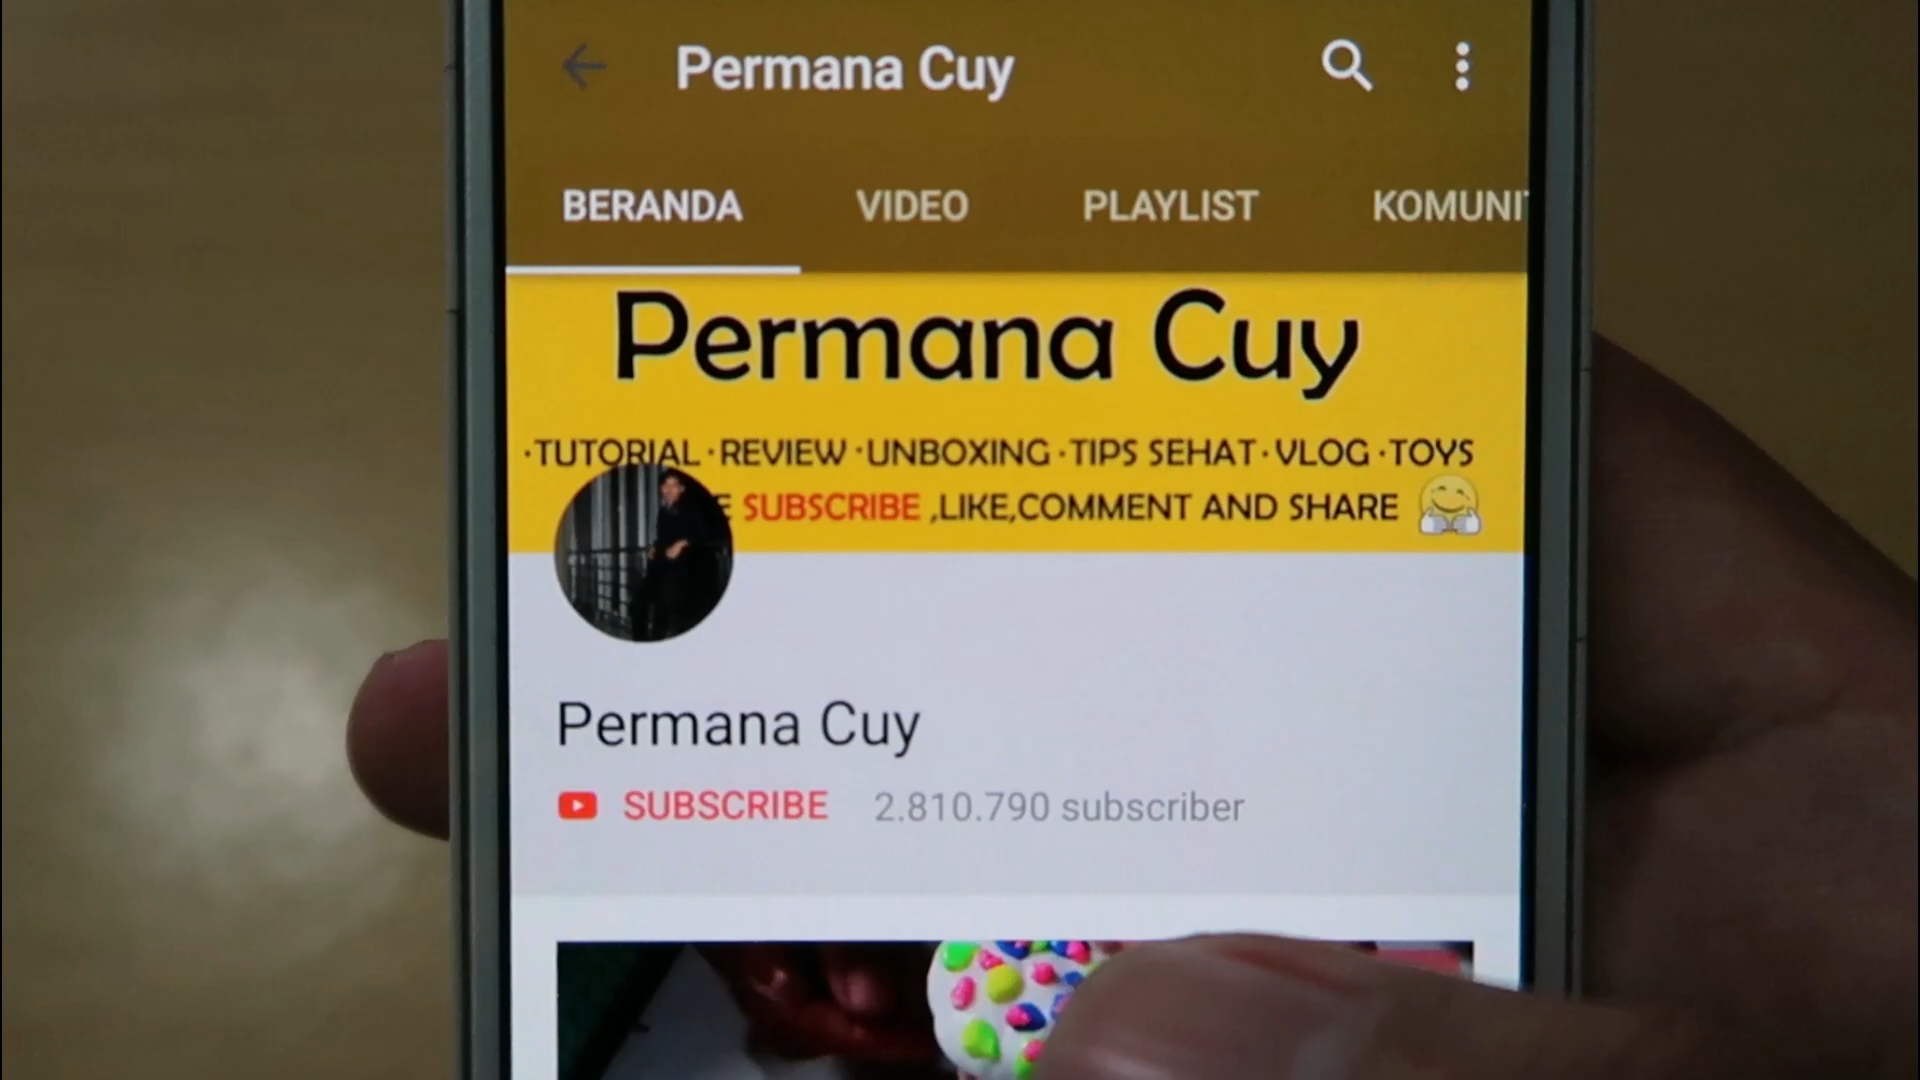 Permana Cuy
BERANDA VIDEO PLAYLIST KOMUNIT
Permana Cuy
·TUTORIAL ·REVIEW ·UNBOXING ·TIPS SEHAT· VLOG ·TOYS
SUBSCRIBE ,LIKE,COMMENT AND SHARE
Permana Cuy
SUBSCRIBE 2.810.790 subscriber